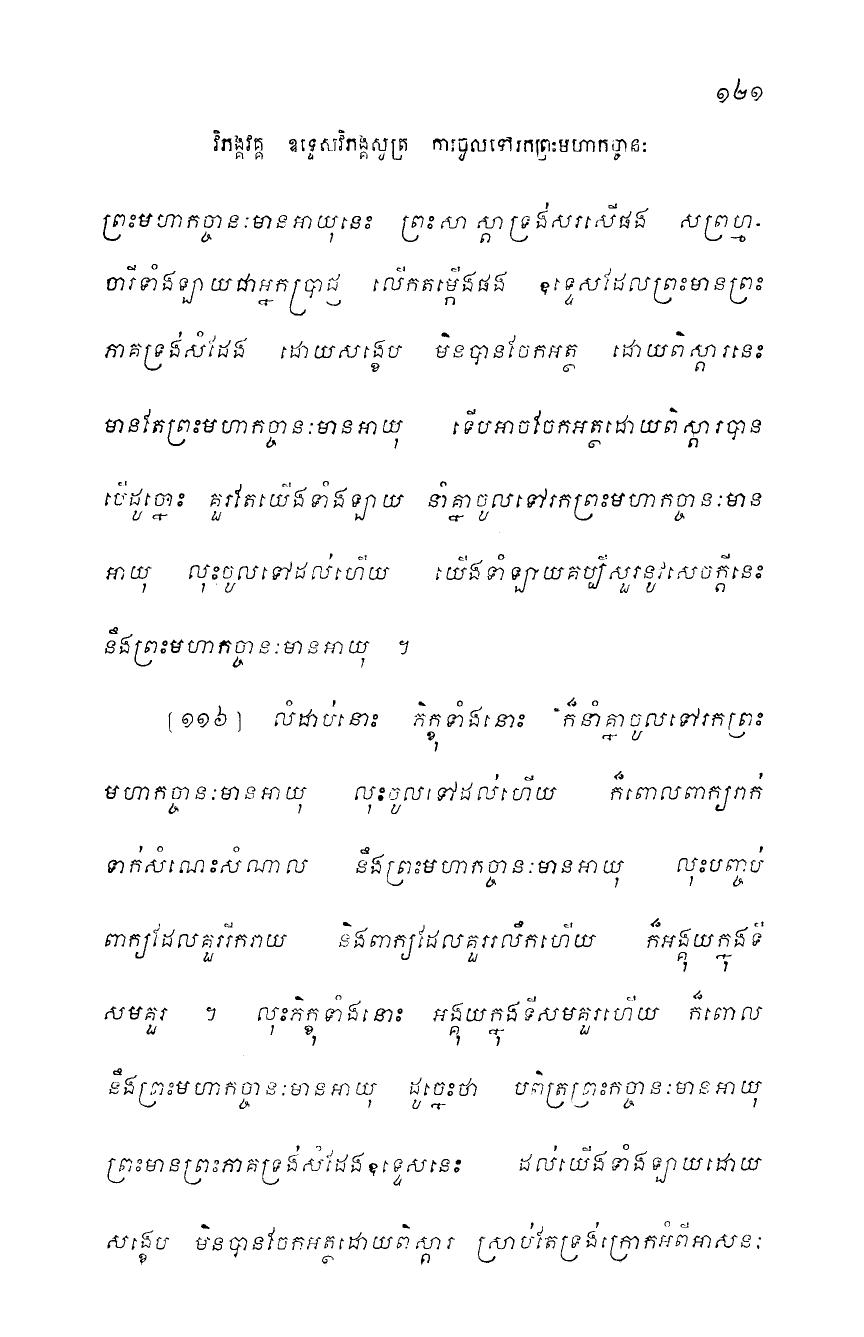 ១២១
វិភង្គវគ្គ ឧទ្ទេសវិភង្គសូត្រ ការចូលទៅរកព្រះមហាកច្ចានៈ
ព្រះមហាកច្ចានៈមានអាយុនេះ ព្រះសាស្តាទ្រង់សរសើផង សព្រហ្ម-
ចារីទាំងឡាយជាអ្នកប្រាជ្ញ លើកតម្កើងផង ឧទ្ទេសដែលព្រះមានព្រះ
ភាគទ្រង់សំដែង ដោយសង្ខេប មិនបានចែកអត្ថ ដោយពិស្តារនេះ
មានតែព្រះមហាកច្ចានៈមានអាយុ ទើបអាចចែកអត្ថដោយពិស្តារបាន
បើដូច្នោះ គួរតែយើងទាំងឡាយ នាំគ្នាចូលទៅរកព្រះមហាកច្ចានៈមាន
អាយុ លុះចូលទៅដល់ហើយ យើងទាំឡាយគប្បីសួរនូវសេចក្តីនេះ
នឹងព្រះមហាកច្ចានៈមានអាយុ ។
[១១៦] លំដាប់នោះ ភិក្ខុទាំងនោះ ក៏នាំគ្នាចូលទៅរកព្រះ
មហាកច្ចានៈមានអាយុ លុះចូលទៅដល់ហើយ ក៏ពោលពាក្យរាក់
ទាក់សំណេះសំណាល នឹងព្រះមហាកច្ចានៈមានអាយុ លុះបញ្ចប់
ពាក្យដែលគួររីករាយ និងពាក្យដែលគួររលឹកហើយ ក៏អង្គុយក្នុងទី
សមគួរ ។ លុះភិក្ខុទាំងនោះ អង្គុយក្នុងទីសមគួរហើយ ក៏ពោល
នឹងព្រះមហាកច្ចានៈមានអាយុ ដូច្នេះថា បពិត្រព្រះកច្ចានៈមានអាយុ
ព្រះមានព្រះភាគទ្រង់សំដែងឧទ្ទេសនេះ ដល់យើងទាំងឡាយដោយ
សង្ខេប មិនបានចែកអត្ថដោយពិស្តារ ស្រាប់តែទ្រង់ក្រោកអំពីអាសនៈ